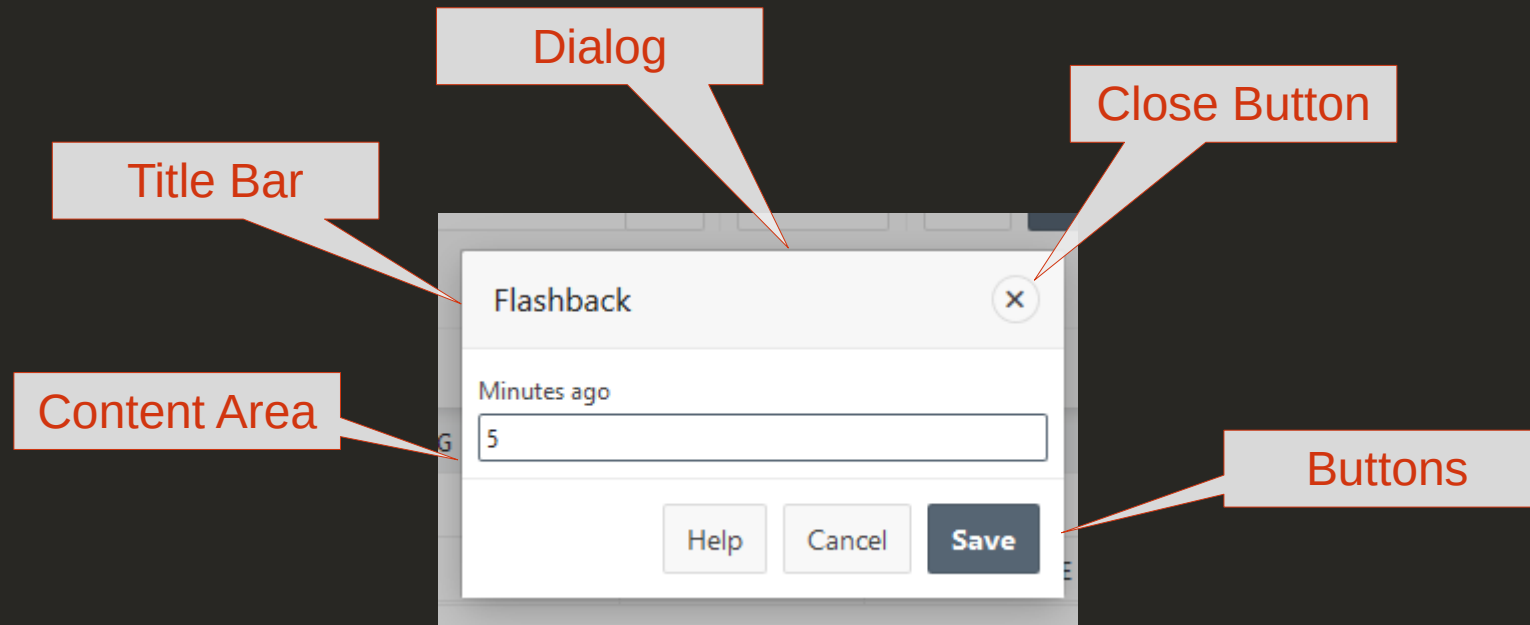 Dialog
Close Button
Title Bar
Flashback
Minutes ago
Content Area
G
5
Buttons
Help
Cancel
Save
E